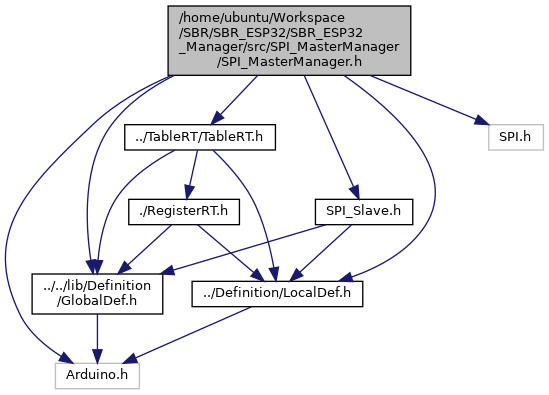 /home/ubuntu/Workspace
/SBR/SBR_ESP32/SBR_ESP32
_Manager/src/SPI_MasterManager
/SPI_MasterManager.h
../TableRT/TableRT.h
SPI.h
./RegisterRT.h
SPI_Slave.h
../../lib/Definition
/GlobalDef.h
../Definition/LocalDef.h
Arduino.h